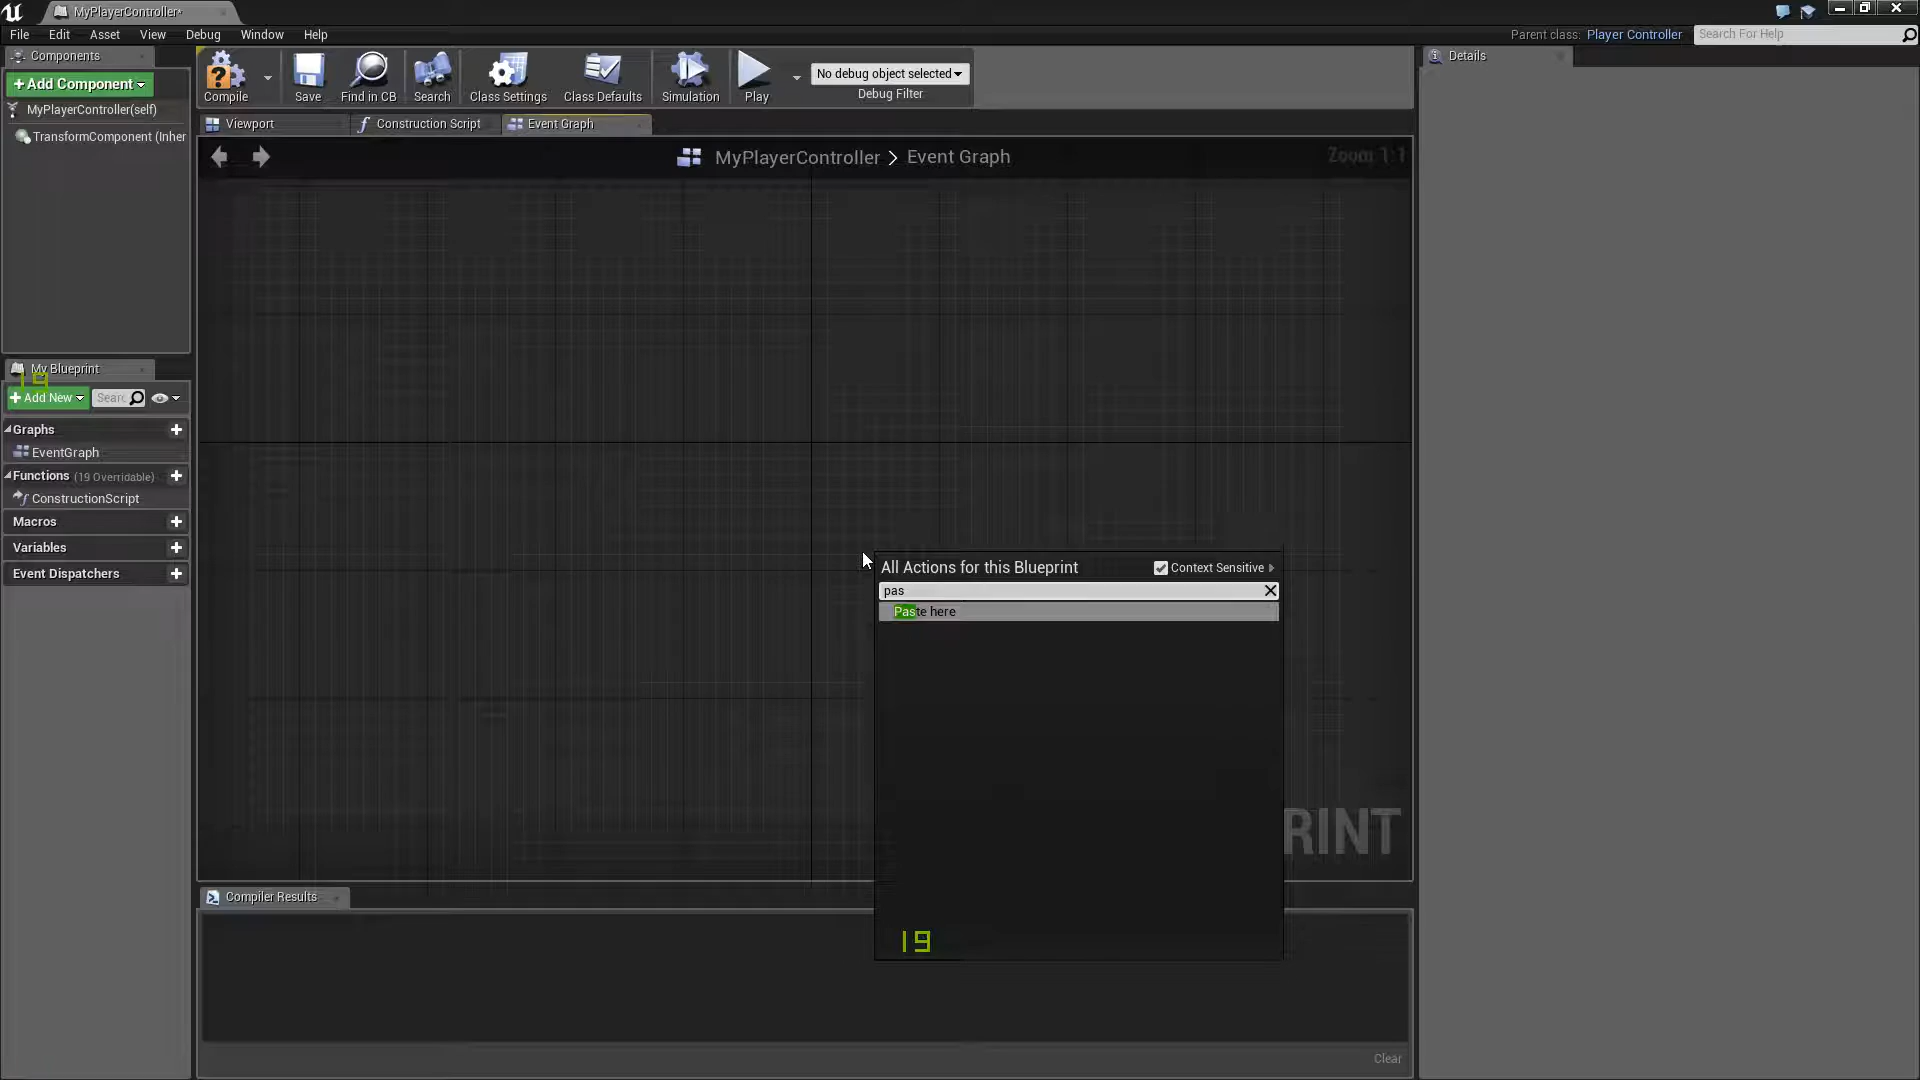 MyPlayerController*
File Edit Asset View Debug Window Help
Parent class: Player Controller Search For Help
Components
+Add Component
MyPlayerController(self)
TransformComponent (Inher
Compile Save Find in CB Search Class Settings Class Defaults Simulation Play
No debug object selected
Debug Filter
Details
Viewport Construction Script Event Graph
MyPlayerController > Event Graph
Zoom 1:1
My Blueprint
19
+Add New Searc
Graphs
EventGraph
Functions (19 Overridable)
ConstructionScript
Macros
Variables
Event Dispatchers
All Actions for this Blueprint Context Sensitive
pas
Paste here
RINT
19
Compiler Results
Clear